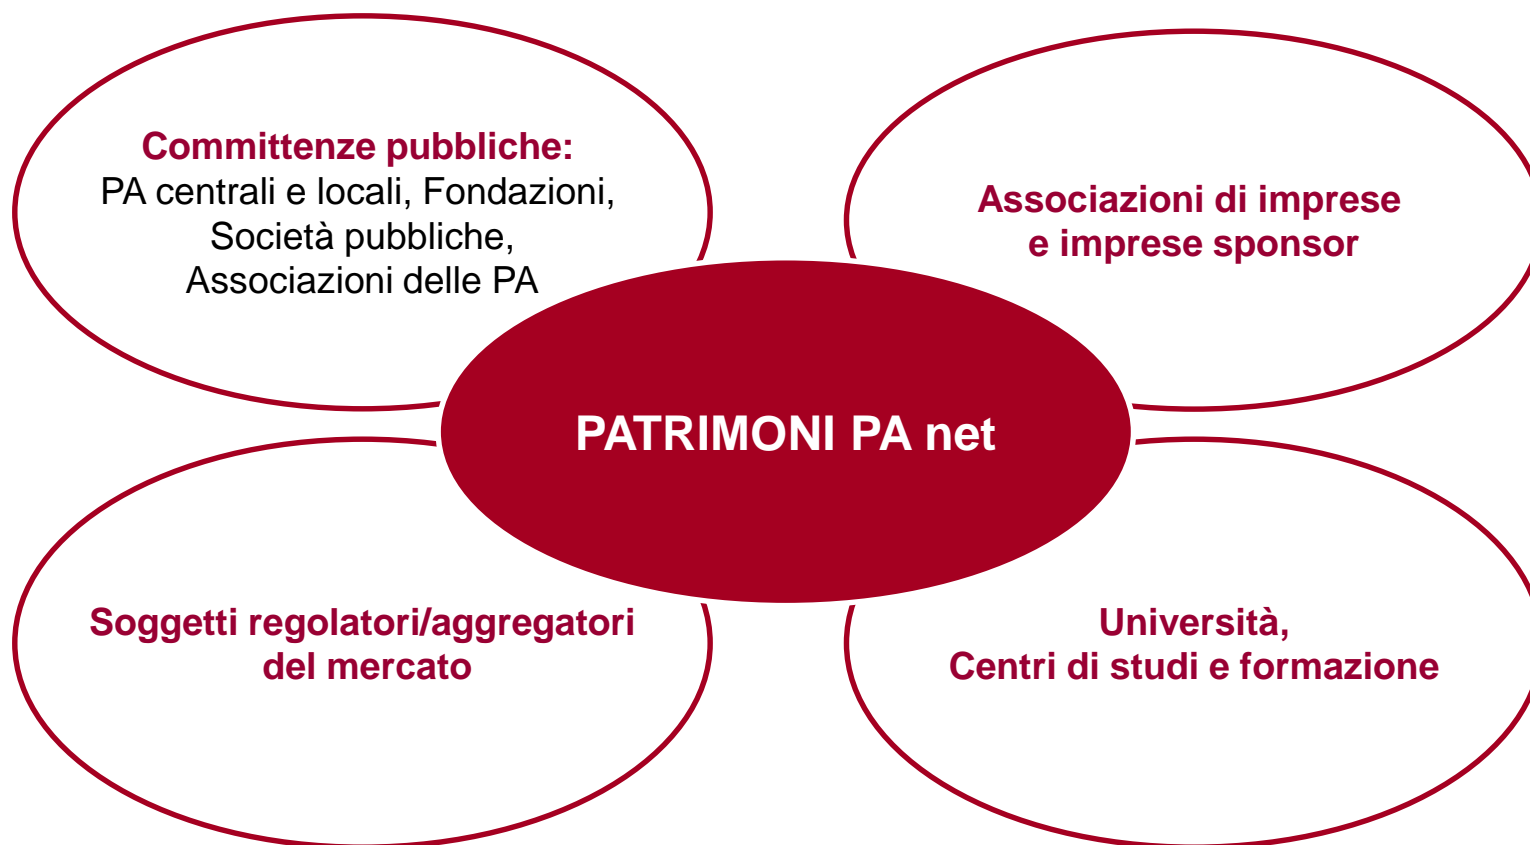 Committenze pubbliche:
PA centrali e locali, Fondazioni,
Società pubbliche,
Associazioni delle PA
Associazioni di imprese
e imprese sponsor
PATRIMONI PA net
Soggetti regolatori/aggregatori
del mercato
Università,
Centri di studi e formazione